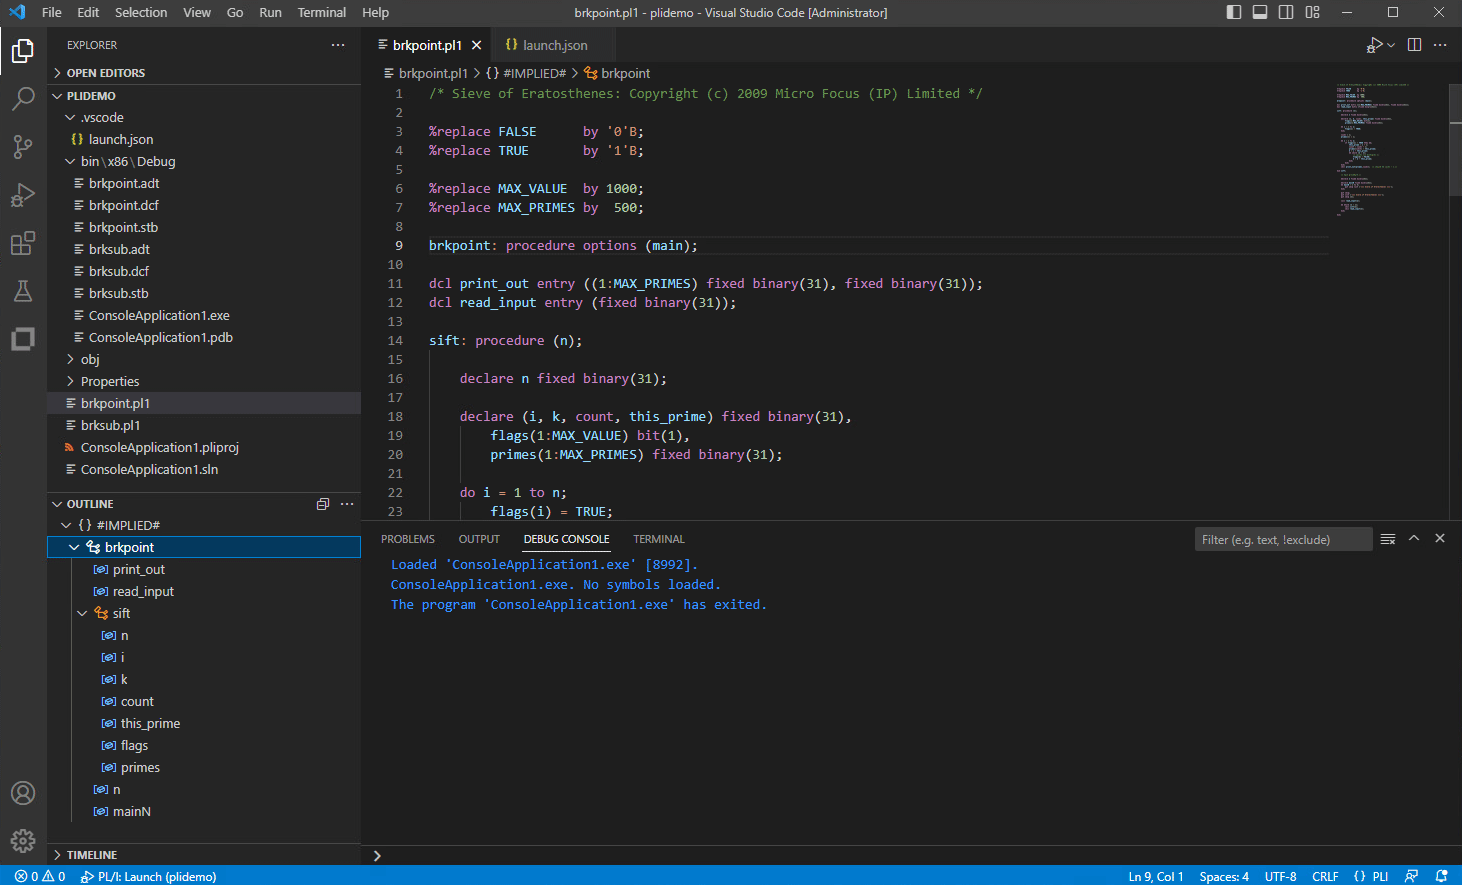 File Edit Selection View Go Run Terminal Help
brkpoint.pl1 - plidemo - Visual Studio Code [Administrator]
EXPLORER
OPEN EDITORS
PLIDEMO
.vscode
launch.json
bin\x86\Debug
brkpoint.adt
brkpoint.dcf
brkpoint.stb
brksub.adt
brksub.dcf
brksub.stb
ConsoleApplication1.exe
ConsoleApplication1.pdb
obj
Properties
brkpoint.pl1
brksub.pl1
ConsoleApplication1.pliproj
ConsoleApplication1.sln
OUTLINE
{} #IMPLIED#
brkpoint
print_out
read_input
sift
n
i
k
count
this_prime
flags
primes
n
mainN
TIMELINE
brkpoint.pl1 {} launch.json
brkpoint.pl1 > {} #IMPLIED# > brkpoint
1 /* Sieve of Eratosthenes: Copyright (c) 2009 Micro Focus (IP) Limited */
2
3 %replace FALSE      by '0'B;
4 %replace TRUE       by '1'B;
5
6 %replace MAX_VALUE  by 1000;
7 %replace MAX_PRIMES by  500;
8
9 brkpoint: procedure options (main);
10
11 dcl print_out entry ((1:MAX_PRIMES) fixed binary(31), fixed binary(31));
12 dcl read_input entry (fixed binary(31));
13
14 sift: procedure (n);
15
16     declare n fixed binary(31);
17
18     declare (i, k, count, this_prime) fixed binary(31),
19         flags(1:MAX_VALUE) bit(1),
20         primes(1:MAX_PRIMES) fixed binary(31);
21
22     do i = 1 to n;
23         flags(i) = TRUE;
PROBLEMS OUTPUT DEBUG CONSOLE TERMINAL
Filter (e.g. text, !exclude)
Loaded 'ConsoleApplication1.exe' [8992].
ConsoleApplication1.exe. No symbols loaded.
The program 'ConsoleApplication1.exe' has exited.
0 0 PL/I: Launch (plidemo)
Ln 9, Col 1 Spaces: 4 UTF-8 CRLF {} PLI